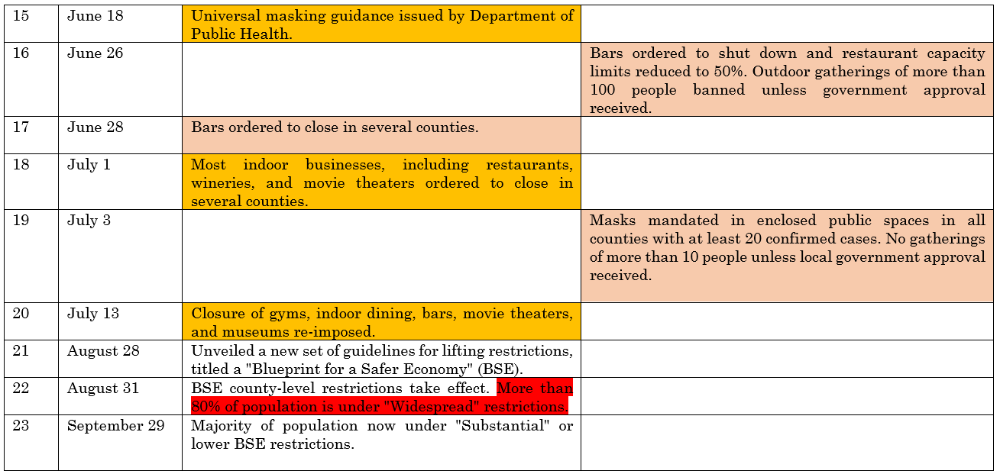 15 June 18 Universal masking guidance issued by Department of
Public Health.
16 June 26 Bars ordered to shut down and restaurant capacity
limits reduced to 50%. Outdoor gatherings of more than
100 people banned unless government approval
received.
17 June 28 Bars ordered to close in several counties.
18 July 1 Most indoor businesses, including restaurants,
wineries, and movie theaters ordered to close in
several counties.
19 July 3 Masks mandated in enclosed public spaces in all
counties with at least 20 confirmed cases. No gatherings
of more than 10 people unless local government approval
received.
20 July 13 Closure of gyms, indoor dining, bars, movie theaters,
and museums re-imposed.
21 August 28 Unveiled a new set of guidelines for lifting restrictions,
titled a "Blueprint for a Safer Economy" (BSE).
22 August 31 BSE county-level restrictions take effect. More than
80% of population is under "Widespread" restrictions.
23 September 29 Majority of population now under "Substantial" or
lower BSE restrictions.